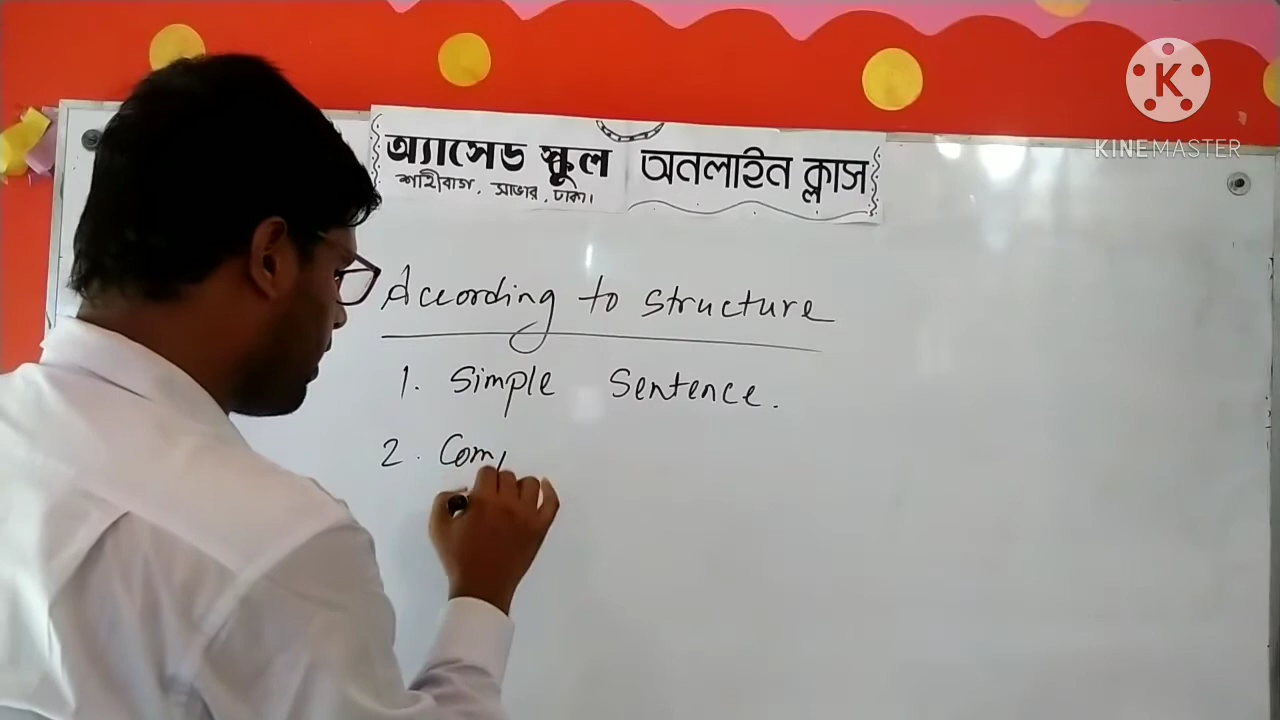 K
KINEMASTER
অ্যাসেড স্কুল
শাহীবাগ, সাভার, ঢাকা।
অনলাইন ক্লাস
According to structure
1. Simple Sentence.
2. Com